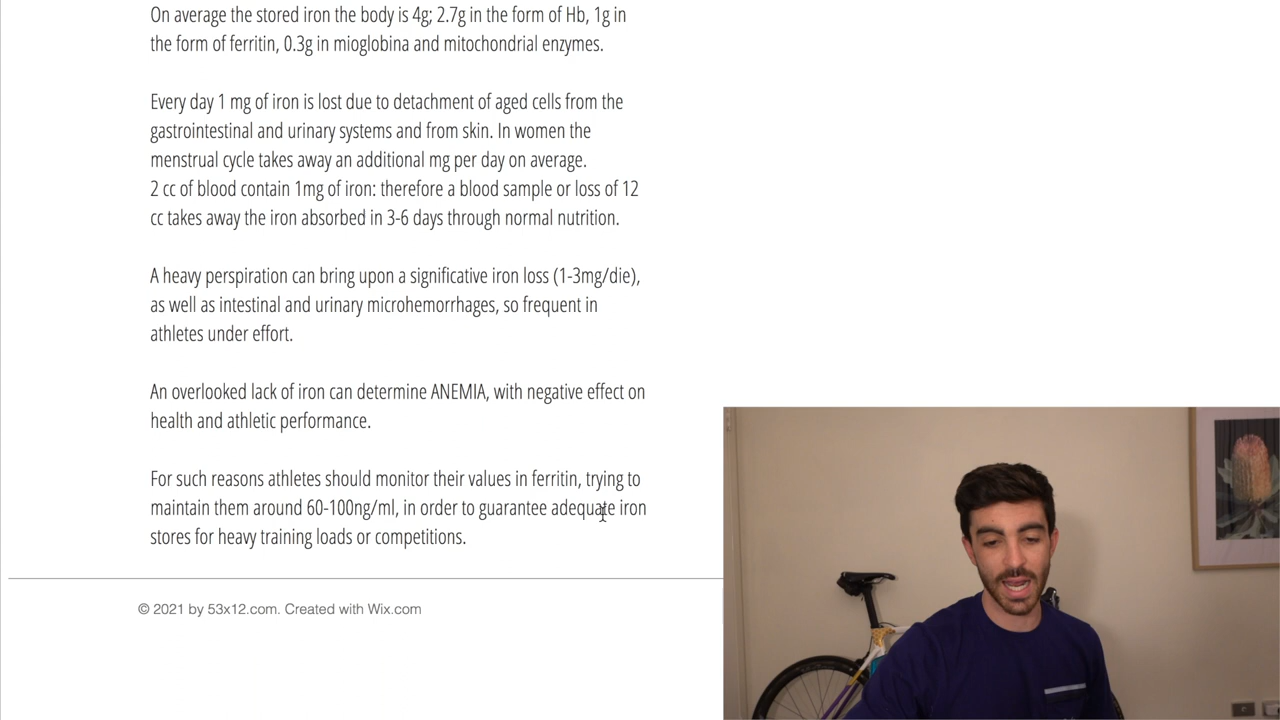 On average the stored iron the body is 4g; 2.7g in the form of Hb, 1g in
the form of ferritin, 0.3g in mioglobina and mitochondrial enzymes.
Every day 1 mg of iron is lost due to detachment of aged cells from the
gastrointestinal and urinary systems and from skin. In women the
menstrual cycle takes away an additional mg per day on average.
2 cc of blood contain 1mg of iron: therefore a blood sample or loss of 12
cc takes away the iron absorbed in 3-6 days through normal nutrition.
A heavy perspiration can bring upon a significative iron loss (1-3mg/die),
as well as intestinal and urinary microhemorrhages, so frequent in
athletes under effort.
An overlooked lack of iron can determine ANEMIA, with negative effect on
health and athletic performance.
For such reasons athletes should monitor their values in ferritin, trying to
maintain them around 60-100ng/ml, in order to guarantee adequate iron
stores for heavy training loads or competitions.
© 2021 by 53x12.com. Created with Wix.com